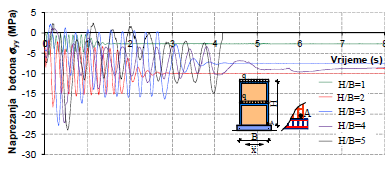 Naprezanja betona σyy (MPa)
5
0
-5
-10
-15
-20
-25
-30
0 1 2 3 4 5 6 7 8
Vrijeme (s)
H/B=1
H/B=2
H/B=3
H/B=4
H/B=5
H
B
x
A